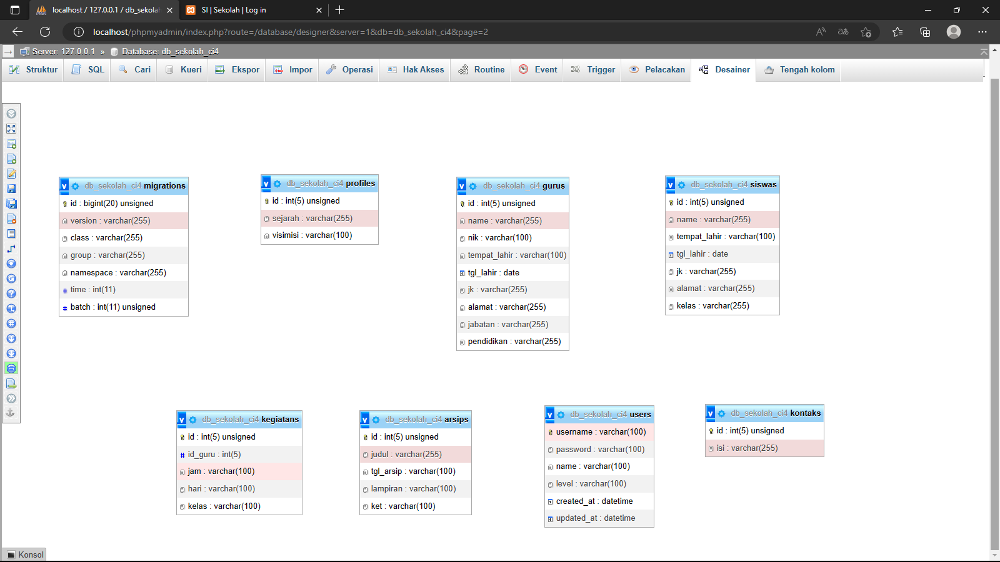 localhost / 127.0.0.1 / db_sekolah
SI | Sekolah | Log in
localhost/phpmyadmin/index.php?route=/database/designer&server=1&db=db_sekolah_ci4&page=2
Server: 127.0.0.1 » Database: db_sekolah_ci4
Struktur SQL Cari Kueri Ekspor Impor Operasi Hak Akses Routine Event Trigger Pelacakan Desainer Tengah kolom
db_sekolah_ci4 migrations
id : bigint(20) unsigned
version : varchar(255)
class : varchar(255)
group : varchar(255)
namespace : varchar(255)
time : int(11)
batch : int(11) unsigned
db_sekolah_ci4 profiles
id : int(5) unsigned
sejarah : varchar(255)
visimisi : varchar(100)
db_sekolah_ci4 gurus
id : int(5) unsigned
name : varchar(255)
nik : varchar(100)
tempat_lahir : varchar(100)
tgl_lahir : date
jk : varchar(255)
alamat : varchar(255)
jabatan : varchar(255)
pendidikan : varchar(255)
db_sekolah_ci4 siswas
id : int(5) unsigned
name : varchar(255)
tempat_lahir : varchar(100)
tgl_lahir : date
jk : varchar(255)
alamat : varchar(255)
kelas : varchar(255)
db_sekolah_ci4 kegiatans
id : int(5) unsigned
id_guru : int(5)
jam : varchar(100)
hari : varchar(100)
kelas : varchar(100)
db_sekolah_ci4 arsips
id : int(5) unsigned
judul : varchar(255)
tgl_arsip : varchar(100)
lampiran : varchar(100)
ket : varchar(100)
db_sekolah_ci4 users
username : varchar(100)
password : varchar(100)
name : varchar(100)
level : varchar(100)
created_at : datetime
updated_at : datetime
db_sekolah_ci4 kontaks
id : int(5) unsigned
isi : varchar(255)
Konsol